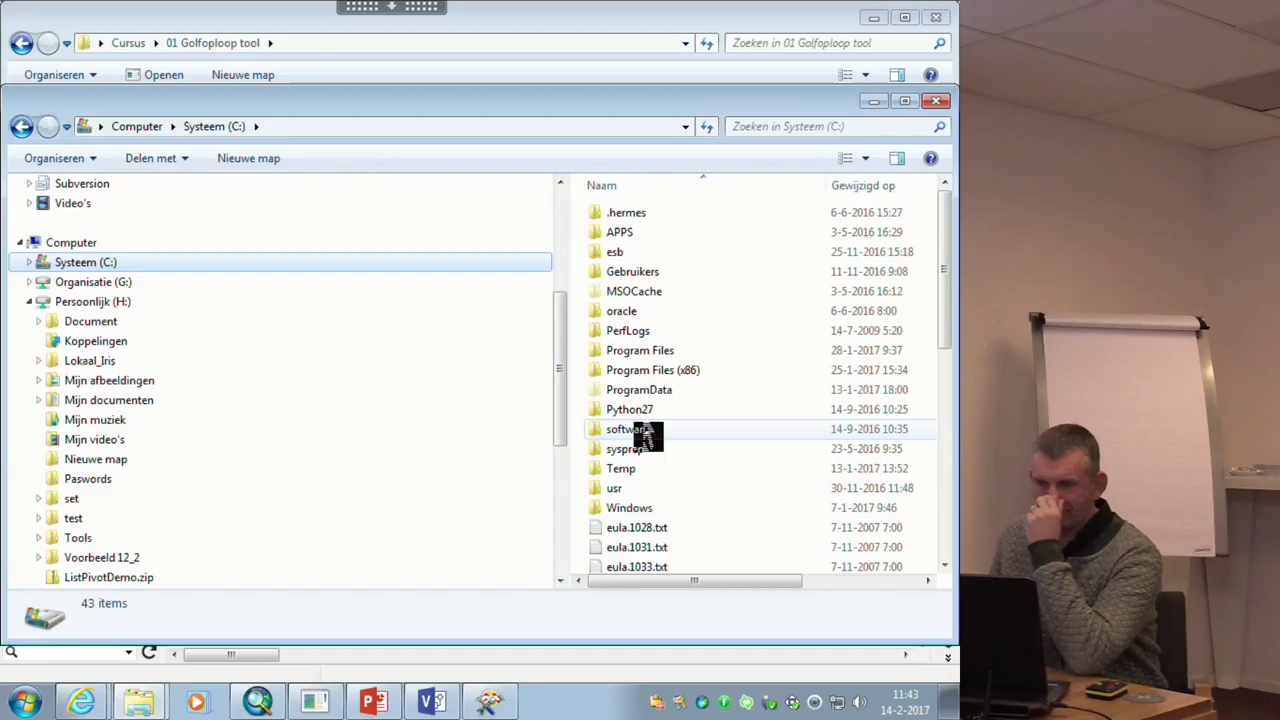 Cursus 01 Golfoploop tool
Zoeken in 01 Golfoploop tool
Organiseren Openen Nieuwe map
Computer Systeem (C:)
Zoeken in Systeem (C:)
Organiseren Delen met Nieuwe map
Subversion
Video's
Computer
Systeem (C:)
Organisatie (G:)
Persoonlijk (H:)
Document
Koppelingen
Lokaal_Iris
Mijn afbeeldingen
Mijn documenten
Mijn muziek
Mijn video's
Nieuwe map
Paswords
set
test
Tools
Voorbeeld 12_2
ListPivotDemo.zip
Naam Gewijzigd op
.hermes 6-6-2016 15:27
APPS 3-5-2016 16:29
esb 25-11-2016 15:18
Gebruikers 11-11-2016 9:08
MSOCache 3-5-2016 16:12
oracle 6-6-2016 8:00
PerfLogs 14-7-2009 5:20
Program Files 28-1-2017 9:37
Program Files (x86) 25-1-2017 15:34
ProgramData 13-1-2017 18:00
Python27 14-9-2016 10:25
14-9-2016 10:35
23-5-2016 9:35
Temp 13-1-2017 13:52
usr 30-11-2016 11:48
Windows 7-1-2017 9:46
eula.1028.txt 7-11-2007 7:00
eula.1031.txt 7-11-2007 7:00
eula.1033.txt 7-11-2007 7:00
43 items
11:43
14-2-2017